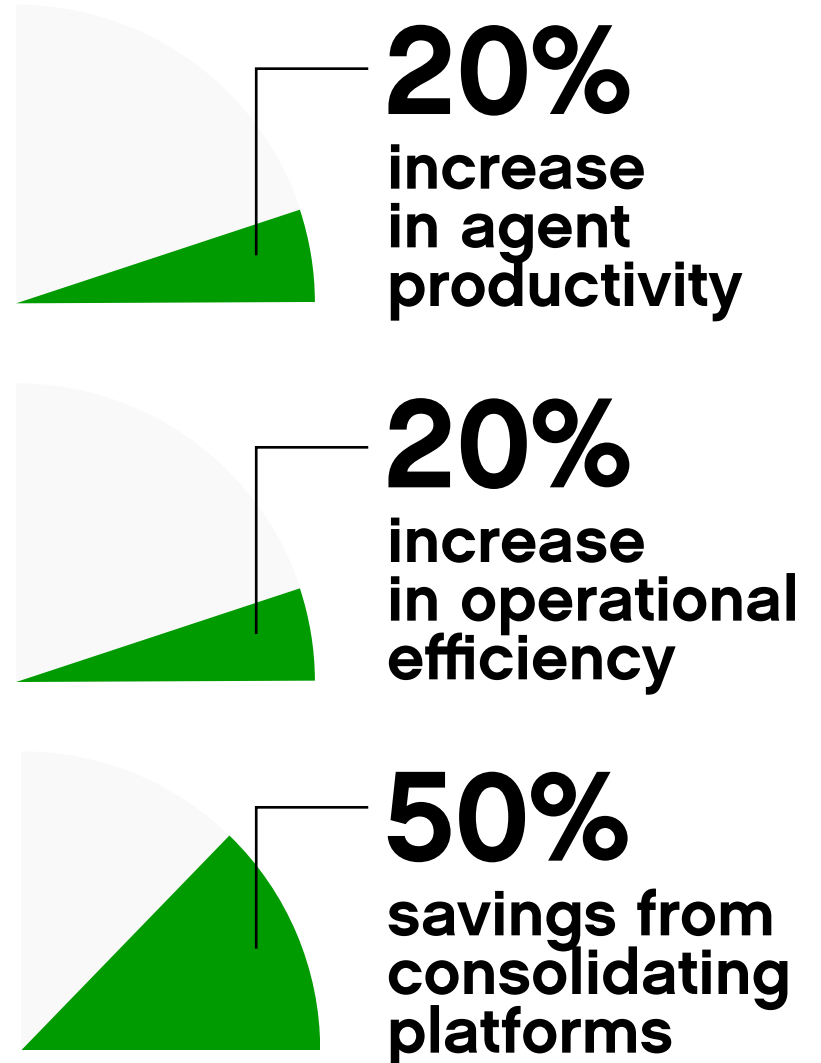 20%
increase
in agent
productivity
20%
increase
in operational
efficiency
50%
savings from
consolidating
platforms